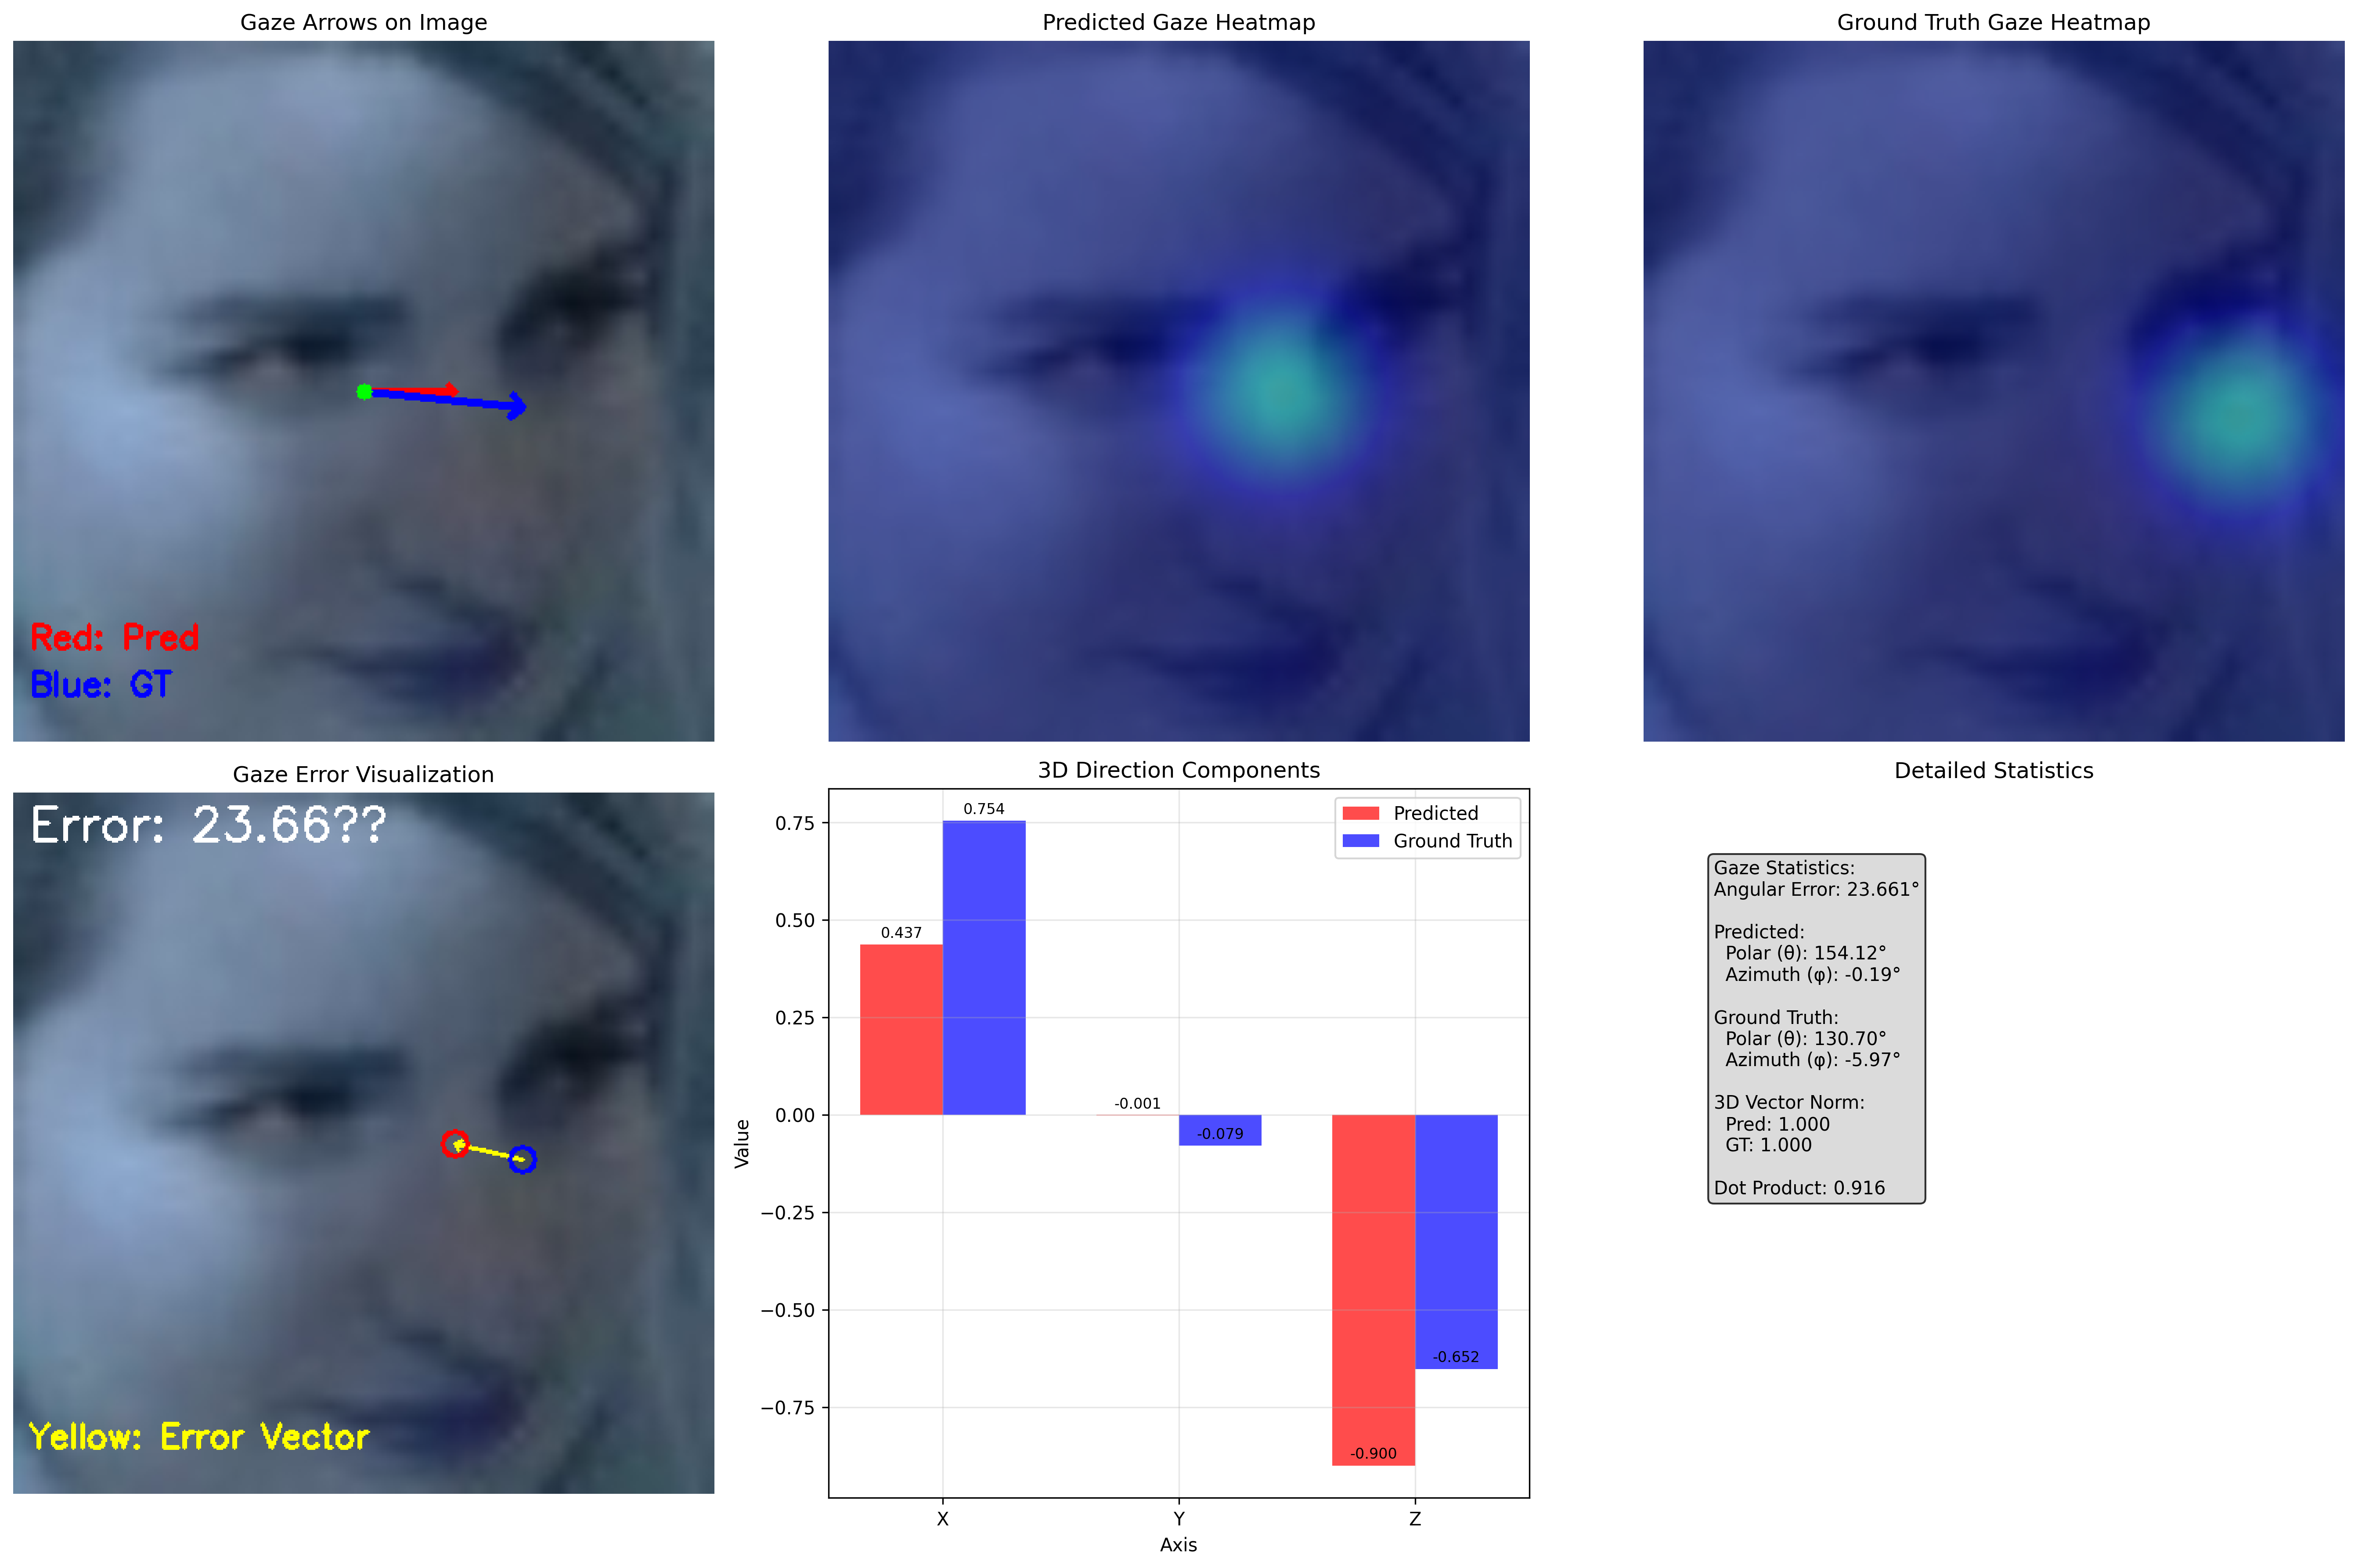 Gaze Arrows on Image
Red: Pred
Blue: GT
Predicted Gaze Heatmap
Ground Truth Gaze Heatmap
Gaze Error Visualization
Error: 23.66??
Yellow: Error Vector
3D Direction Components
Predicted
Ground Truth
0.75
0.50
0.25
0.00
−0.25
−0.50
−0.75
Value
0.437
0.754
-0.001
-0.079
-0.900
-0.652
X Y Z
Axis
Detailed Statistics
Gaze Statistics:
Angular Error: 23.661°
Predicted:
Polar (θ): 154.12°
Azimuth (φ): -0.19°
Ground Truth:
Polar (θ): 130.70°
Azimuth (φ): -5.97°
3D Vector Norm:
Pred: 1.000
GT: 1.000
Dot Product: 0.916